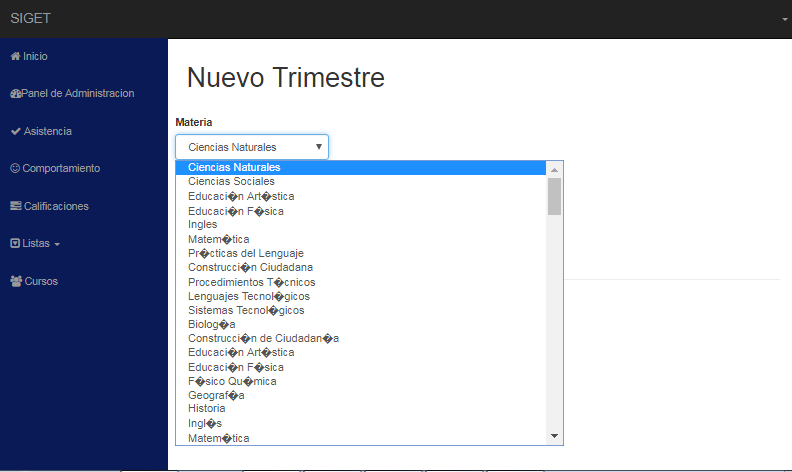 SIGET
Inicio
Panel de Administracion
Asistencia
Comportamiento
Calificaciones
Listas
Cursos
Nuevo Trimestre
Materia
Ciencias Naturales
Ciencias Naturales
Ciencias Sociales
Educaci�n Art�stica
Educaci�n F�sica
Ingles
Matem�tica
Pr�cticas del Lenguaje
Construcci�n Ciudadana
Procedimientos T�cnicos
Lenguajes Tecnol�gicos
Sistemas Tecnol�gicos
Biolog�a
Construcci�n de Ciudadan�a
Educaci�n Art�stica
Educaci�n F�sica
F�sico Qu�mica
Geograf�a
Historia
Ingl�s
Matem�tica